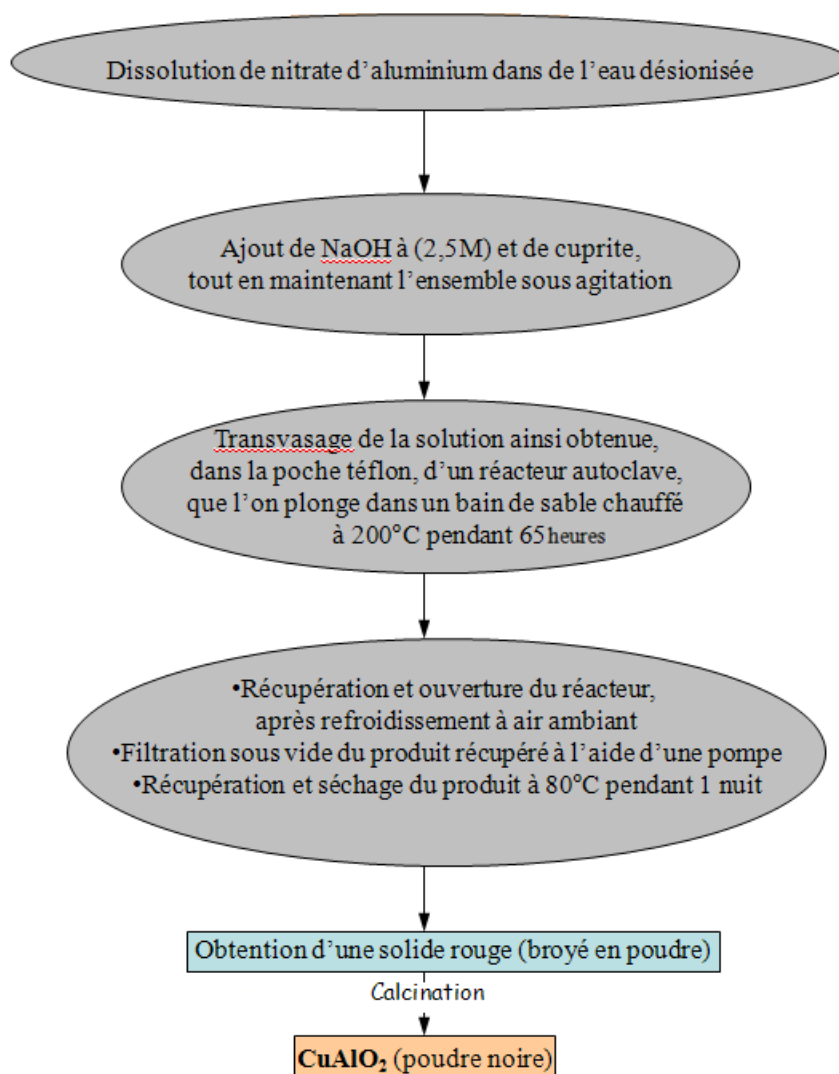 Dissolution de nitrate d’aluminium dans de l’eau désionisée
Ajout de NaOH à (2,5M) et de cuprite,
tout en maintenant l’ensemble sous agitation
Transvasage de la solution ainsi obtenue,
dans la poche téflon, d’un réacteur autoclave,
que l’on plonge dans un bain de sable chauffé
à 200°C pendant 65 heures
•Récupération et ouverture du réacteur,
après refroidissement à air ambiant
•Filtration sous vide du produit récupéré à l’aide d’une pompe
•Récupération et séchage du produit à 80°C pendant 1 nuit
Obtention d’une solide rouge (broyé en poudre)
Calcination
CuAlO₂ (poudre noire)